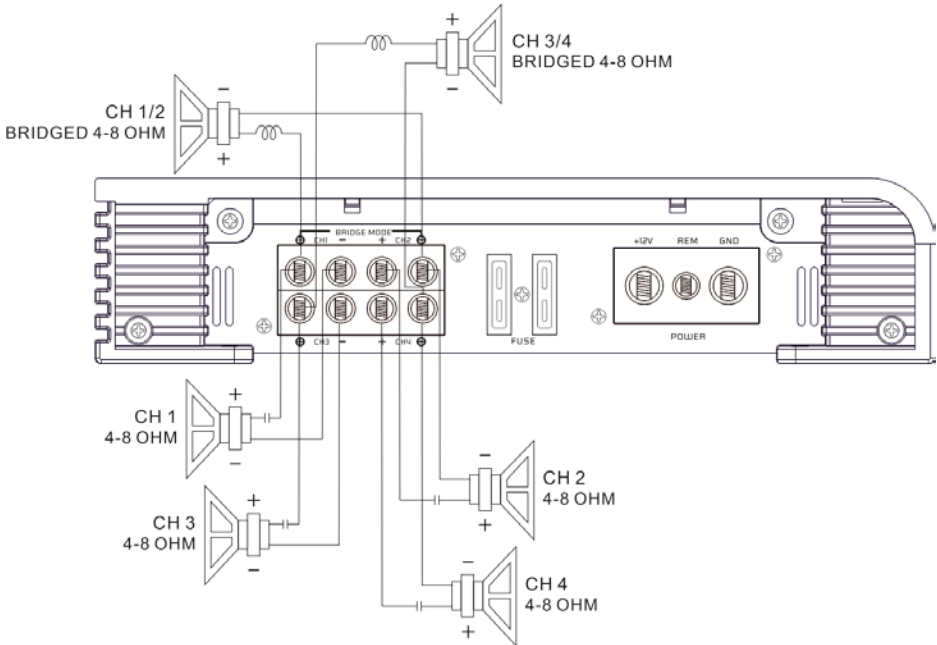 CH 3/4
BRIDGED 4-8 OHM
CH 1/2
BRIDGED 4-8 OHM
BRIDGE MODE
CH1 − + CH2
+12V REM GND
CH3 − + CH4
FUSE
POWER
CH 1
4-8 OHM
CH 2
4-8 OHM
CH 3
4-8 OHM
CH 4
4-8 OHM